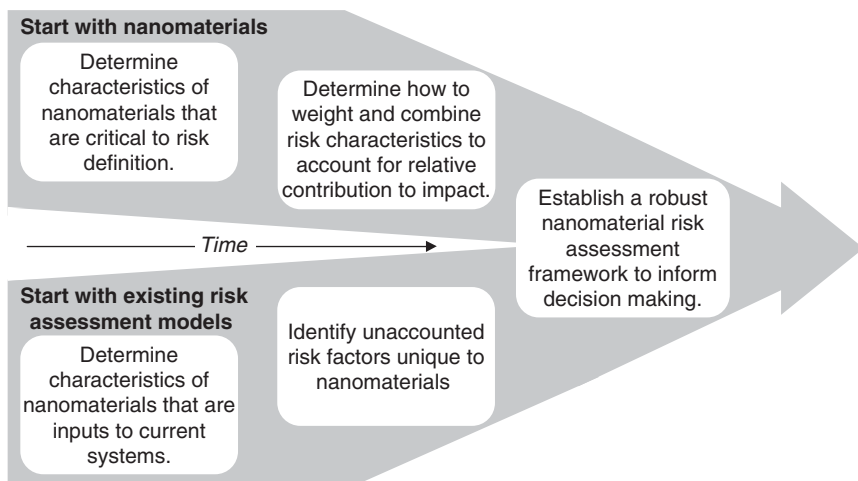 Start with nanomaterials
Determine
characteristics of
nanomaterials that
are critical to risk
definition.
Determine how to
weight and combine
risk characteristics to
account for relative
contribution to impact.
Establish a robust
nanomaterial risk
assessment
framework to inform
decision making.
Time
Start with existing risk
assessment models
Determine
characteristics of
nanomaterials that are
inputs to current
systems.
Identify unaccounted
risk factors unique to
nanomaterials